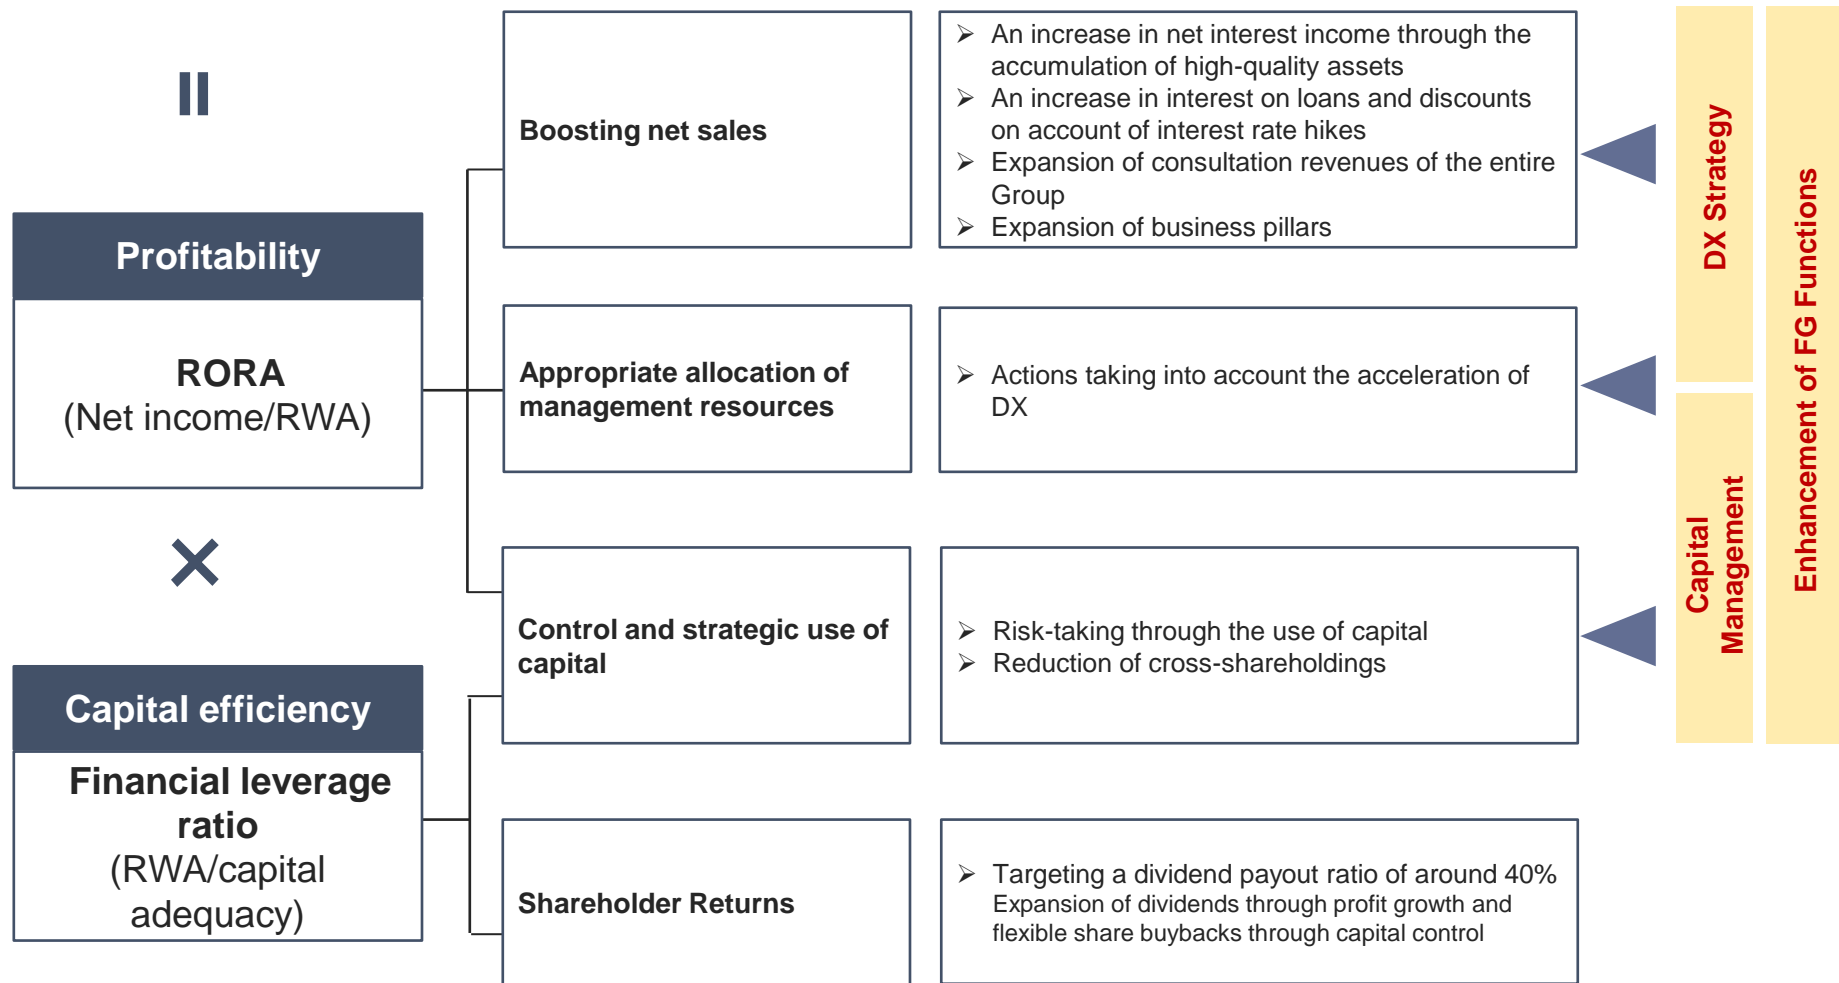 Profitability
RORA
(Net income/RWA)
×
Capital efficiency
Financial leverage
ratio
(RWA/capital
adequacy)
Boosting net sales
➢ An increase in net interest income through the
accumulation of high-quality assets
➢ An increase in interest on loans and discounts
on account of interest rate hikes
➢ Expansion of consultation revenues of the entire
Group
➢ Expansion of business pillars
Appropriate allocation of
management resources
➢ Actions taking into account the acceleration of
DX
Control and strategic use of
capital
➢ Risk-taking through the use of capital
➢ Reduction of cross-shareholdings
Shareholder Returns
➢ Targeting a dividend payout ratio of around 40%
Expansion of dividends through profit growth and
flexible share buybacks through capital control
DX Strategy
Capital
Management
Enhancement of FG Functions